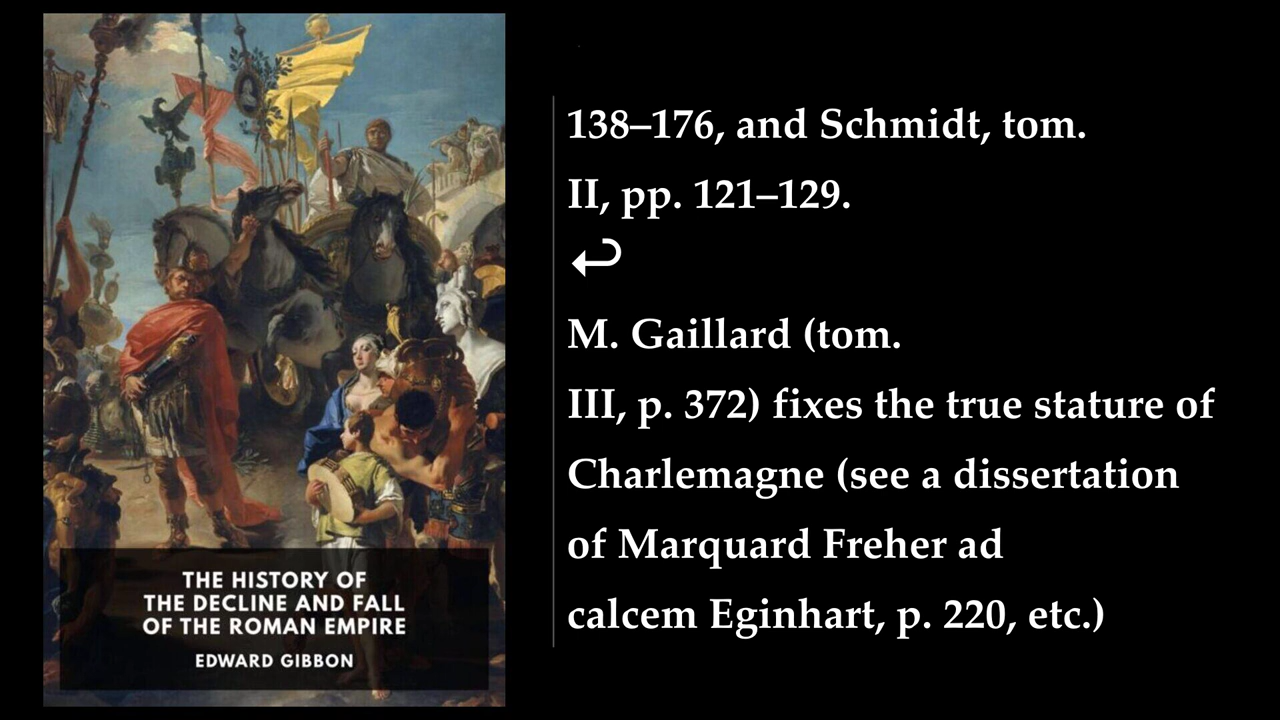 THE HISTORY OF
THE DECLINE AND FALL
OF THE ROMAN EMPIRE
EDWARD GIBBON
138–176, and Schmidt, tom.
II, pp. 121–129.
↩
M. Gaillard (tom.
III, p. 372) fixes the true stature of
Charlemagne (see a dissertation
of Marquard Freher ad
calcem Eginhart, p. 220, etc.)